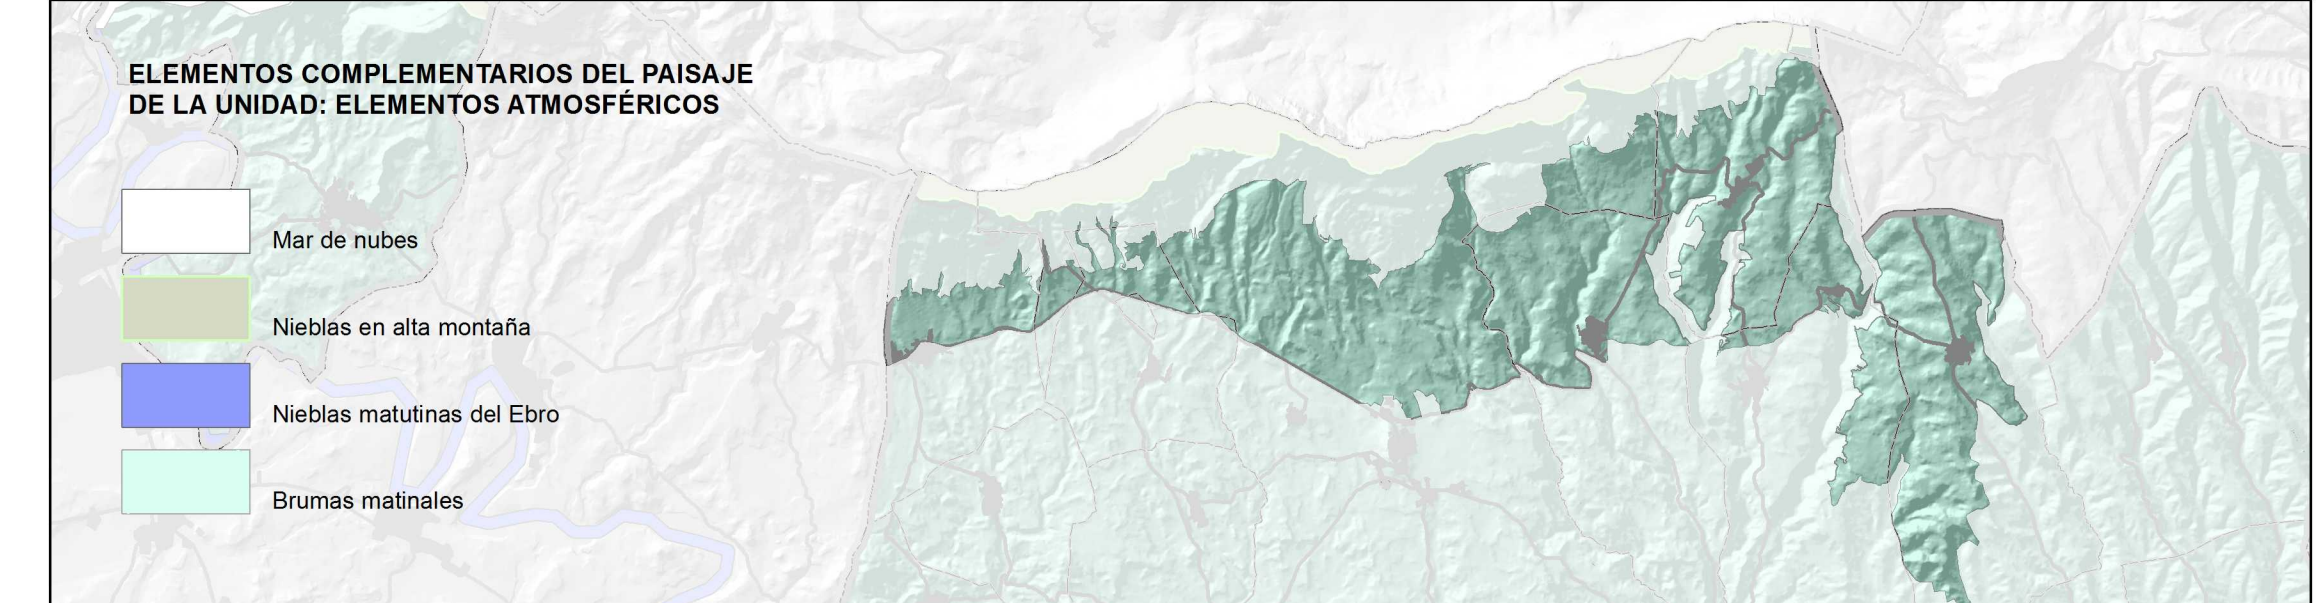 ELEMENTOS COMPLEMENTARIOS DEL PAISAJE
DE LA UNIDAD: ELEMENTOS ATMOSFÉRICOS
Mar de nubes
Nieblas en alta montaña
Nieblas matutinas del Ebro
Brumas matinales